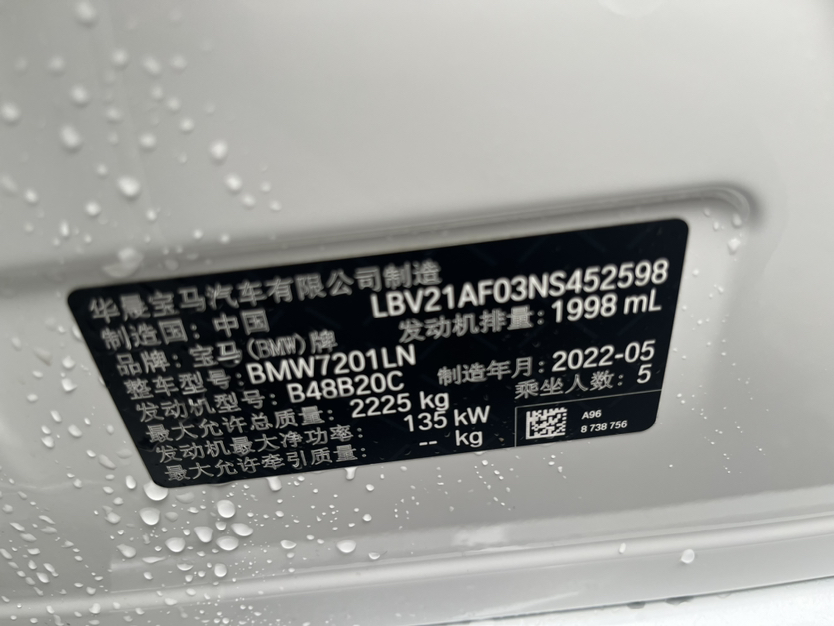 华晨宝马汽车有限公司制造
LBV21AF03NS452598
制造国: 中国
发动机排量: 1998 mL
品牌: 宝马(BMW)牌
整车型号: BMW7201LN
制造年月: 2022-05
发动机型号: B48B20C
乘坐人数: 5
最大允许总质量: 2225 kg
发动机最大净功率: 135 kW
最大允许牵引质量: -- kg
A96
8 738 756